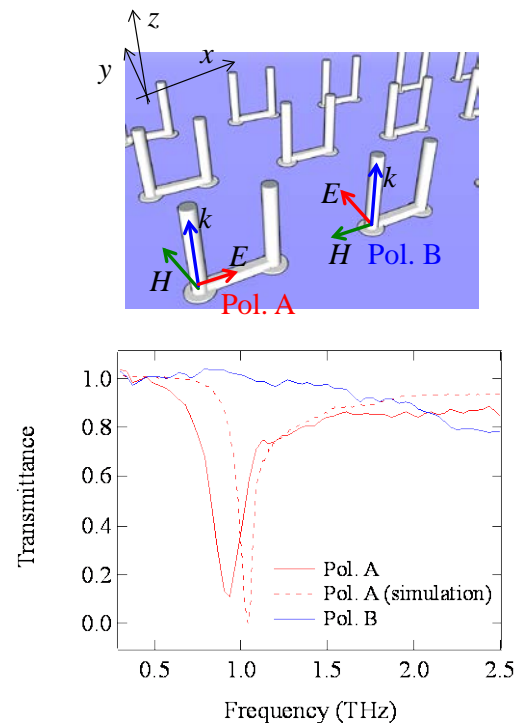 z
x
y
k
E
H
Pol. A
k
E
H
Pol. B
Transmittance
1.0
0.8
0.6
0.4
0.2
0.0
Pol. A
Pol. A (simulation)
Pol. B
0.5 1.0 1.5 2.0 2.5
Frequency (THz)